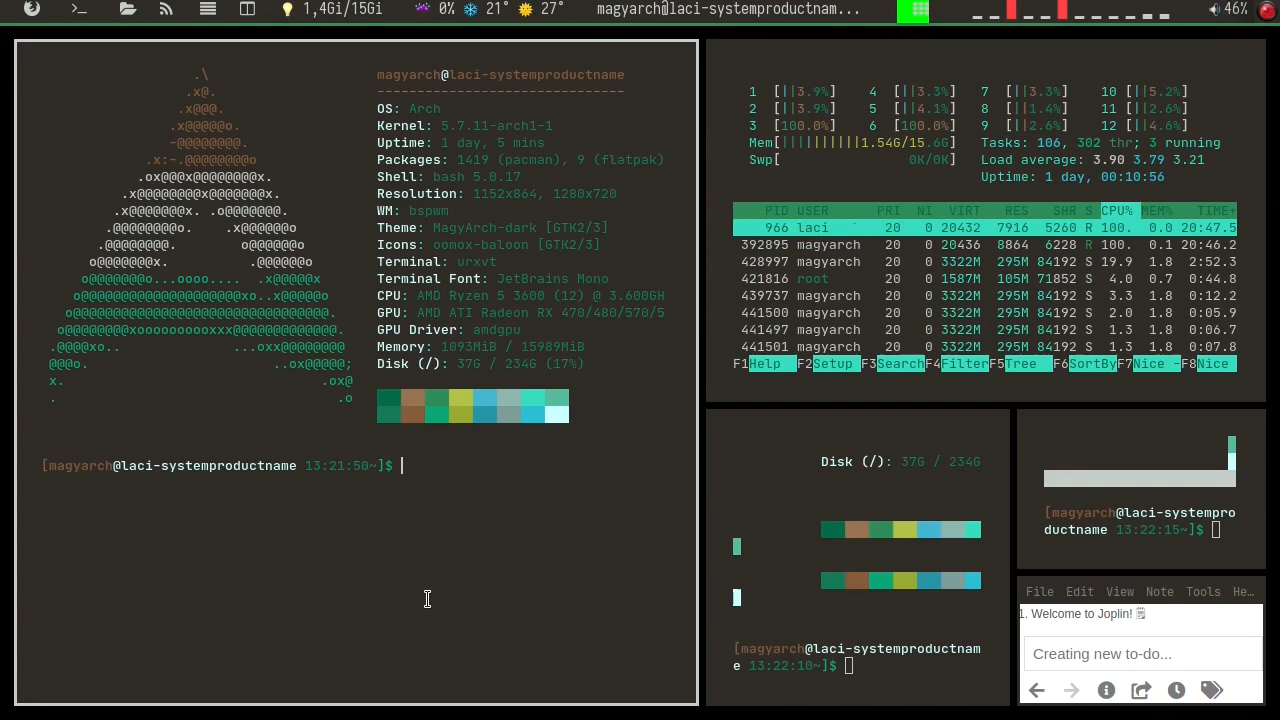 1,4Gi/15Gi 0% 21° 27° magyarch@laci-systemproductnam... 46%
magyarch@laci-systemproductname
-------------------------------
OS: Arch
Kernel: 5.7.11-arch1-1
Uptime: 1 day, 5 mins
Packages: 1419 (pacman), 9 (flatpak)
Shell: bash 5.0.17
Resolution: 1152x864, 1280x720
WM: bspwm
Theme: MagyArch-dark [GTK2/3]
Icons: oomox-baloon [GTK2/3]
Terminal: urxvt
Terminal Font: JetBrains Mono
CPU: AMD Ryzen 5 3600 (12) @ 3.600GH
GPU: AMD ATI Radeon RX 470/480/570/5
GPU Driver: amdgpu
Memory: 1093MiB / 15989MiB
Disk (/): 37G / 234G (17%)
[magyarch@laci-systemproductname 13:21:50~]$
1 [||3.9%] 4 [||3.3%] 7 [||3.3%] 10 [||5.2%]
2 [||3.9%] 5 [||4.1%] 8 [||1.4%] 11 [||2.6%]
3 [100.0%] 6 [100.0%] 9 [||2.6%] 12 [||4.6%]
Mem[||||||||||1.54G/15.6G] Tasks: 106, 302 thr; 3 running
Swp[ 0K/0K] Load average: 3.90 3.79 3.21
Uptime: 1 day, 00:10:56
PID USER PRI NI VIRT RES SHR S CPU% MEM% TIME+
966 laci 20 0 20432 7916 5260 R 100. 0.0 20:47.5
392895 magyarch 20 0 20436 8864 6228 R 100. 0.1 20:46.2
428997 magyarch 20 0 3322M 295M 84192 S 19.9 1.8 2:52.3
421816 root 20 0 1587M 105M 71852 S 4.0 0.7 0:44.8
439737 magyarch 20 0 3322M 295M 84192 S 3.3 1.8 0:12.2
441500 magyarch 20 0 3322M 295M 84192 S 2.0 1.8 0:05.9
441497 magyarch 20 0 3322M 295M 84192 S 1.3 1.8 0:06.7
441501 magyarch 20 0 3322M 295M 84192 S 1.3 1.8 0:07.8
F1Help F2Setup F3SearchF4FilterF5Tree F6SortByF7Nice -F8Nice
Disk (/): 37G / 234G
[magyarch@laci-systemproductnam
e 13:22:10~]$
[magyarch@laci-systempro
ductname 13:22:15~]$
File Edit View Note Tools He…
1. Welcome to Joplin!
Creating new to-do...